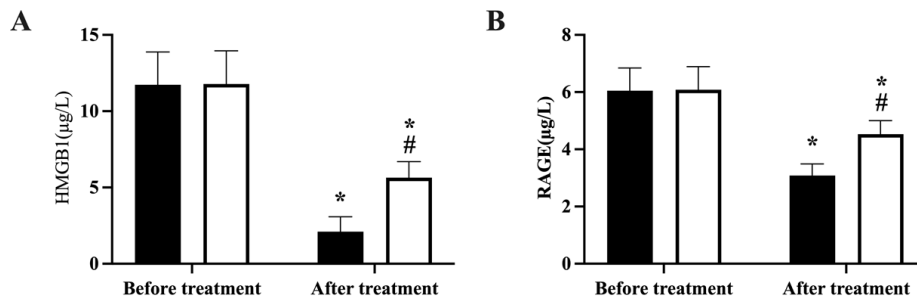 A
HMGB1(μg/L)
15
10
5
0
*
*
#
Before treatment
After treatment
B
RAGE(μg/L)
8
6
4
2
0
*
*
#
Before treatment
After treatment